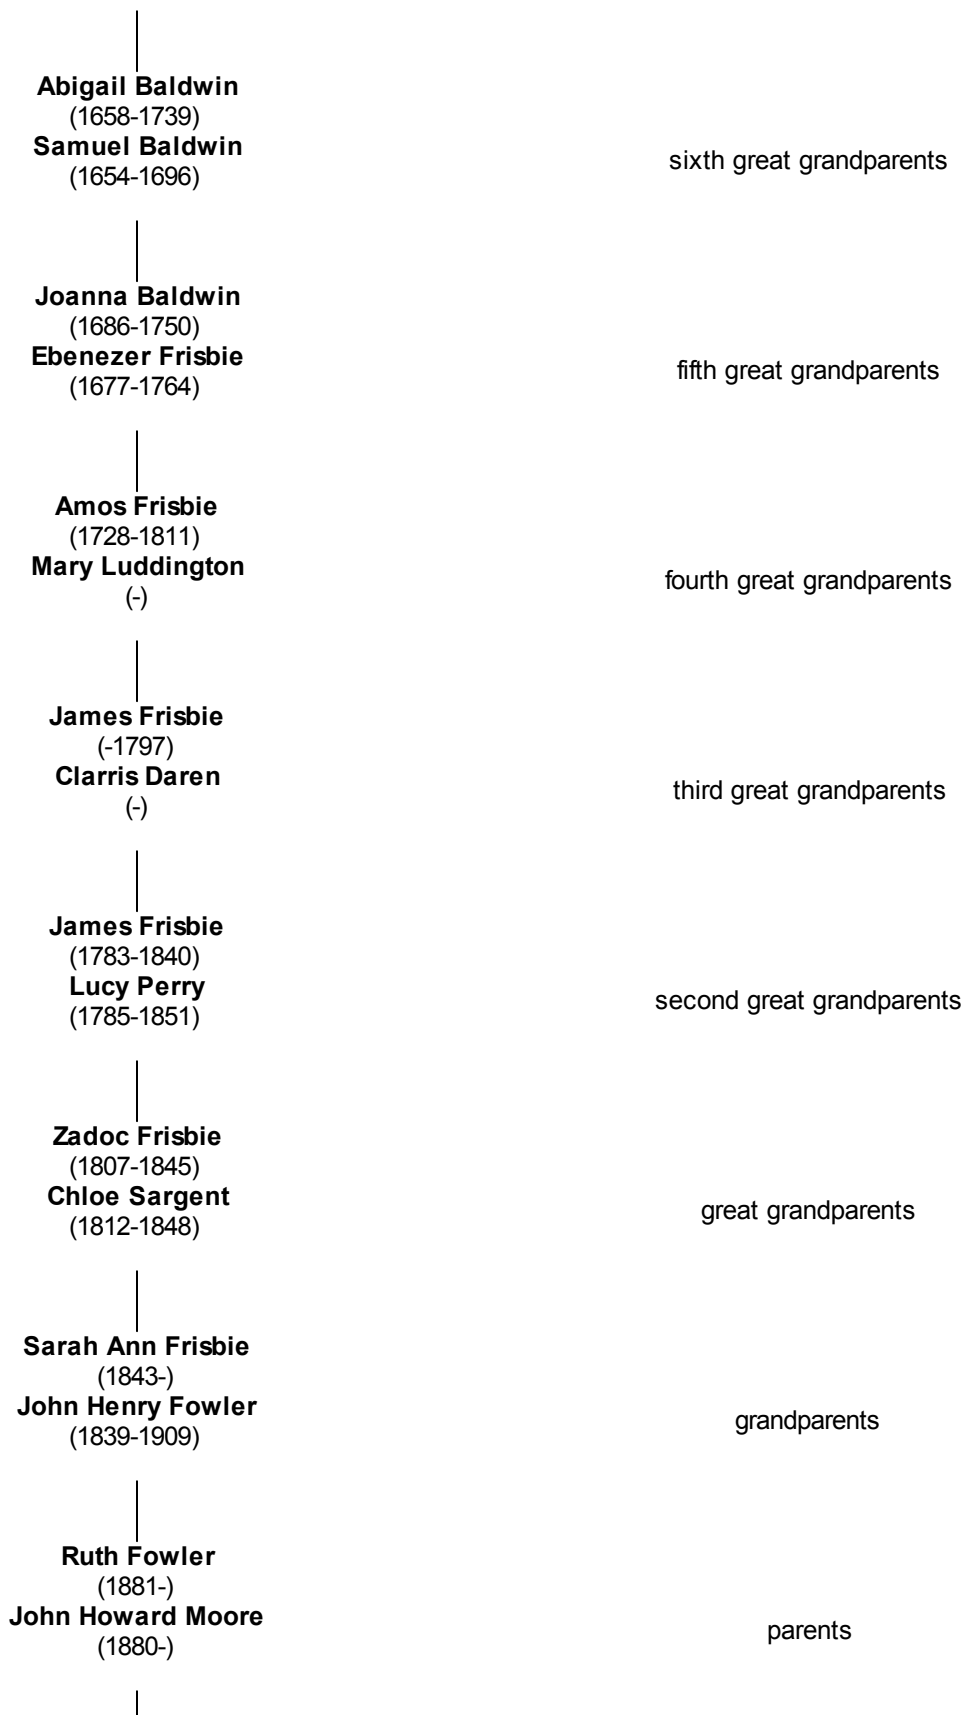 Abigail Baldwin
(1658-1739)
Samuel Baldwin
(1654-1696)
sixth great grandparents
Joanna Baldwin
(1686-1750)
Ebenezer Frisbie
(1677-1764)
fifth great grandparents
Amos Frisbie
(1728-1811)
Mary Luddington
(-)
fourth great grandparents
James Frisbie
(-1797)
Clarris Daren
(-)
third great grandparents
James Frisbie
(1783-1840)
Lucy Perry
(1785-1851)
second great grandparents
Zadoc Frisbie
(1807-1845)
Chloe Sargent
(1812-1848)
great grandparents
Sarah Ann Frisbie
(1843-)
John Henry Fowler
(1839-1909)
grandparents
Ruth Fowler
(1881-)
John Howard Moore
(1880-)
parents